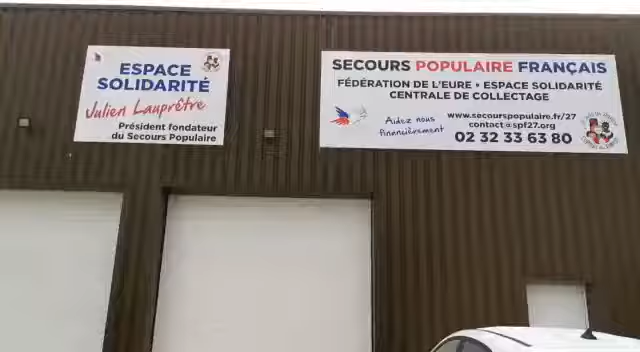 ESPACE
SOLIDARITÉ
Julien Lauprêtre
Président fondateur
du Secours Populaire
SECOURS POPULAIRE FRANÇAIS
FÉDÉRATION DE L'EURE • ESPACE SOLIDARITÉ
CENTRALE DE COLLECTAGE
Aidez nous
financièrement
www.secourspopulaire.fr/27
contact@spf27.org
02 32 33 63 80